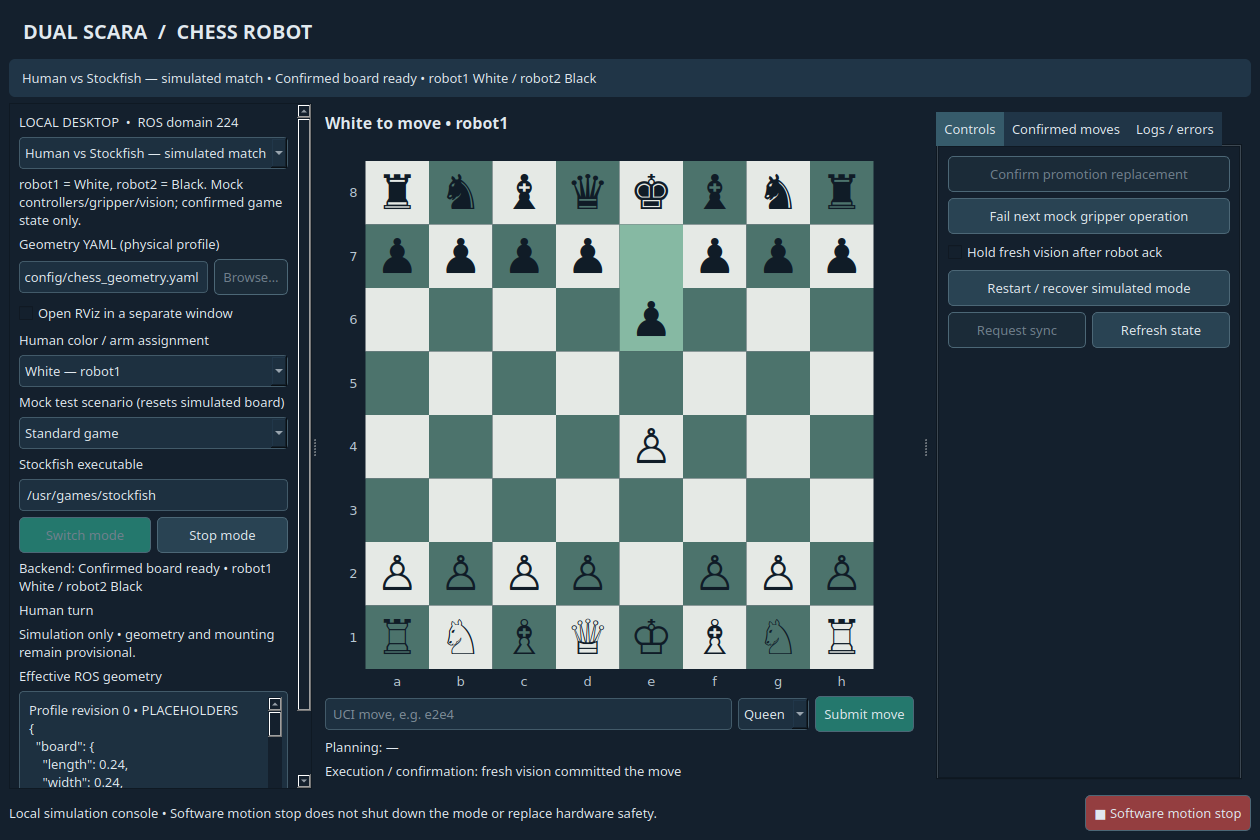 DUAL SCARA / CHESS ROBOT
Human vs Stockfish — simulated match • Confirmed board ready • robot1 White / robot2 Black
LOCAL DESKTOP • ROS domain 224
Human vs Stockfish — simulated match
robot1 = White, robot2 = Black. Mock
controllers/gripper/vision; confirmed game
state only.
Geometry YAML (physical profile)
config/chess_geometry.yaml
Browse...
Open RViz in a separate window
Human color / arm assignment
White — robot1
Mock test scenario (resets simulated board)
Standard game
Stockfish executable
/usr/games/stockfish
Switch mode
Stop mode
Backend: Confirmed board ready • robot1
White / robot2 Black
Human turn
Simulation only • geometry and mounting
remain provisional.
Effective ROS geometry
Profile revision 0 • PLACEHOLDERS
{
"board": {
"length": 0.24,
"width": 0.24,
White to move • robot1
8
7
6
5
4
3
2
1
a b c d e f g h
UCI move, e.g. e2e4
Queen
Submit move
Planning: —
Execution / confirmation: fresh vision committed the move
Controls
Confirmed moves
Logs / errors
Confirm promotion replacement
Fail next mock gripper operation
Hold fresh vision after robot ack
Restart / recover simulated mode
Request sync
Refresh state
Local simulation console • Software motion stop does not shut down the mode or replace hardware safety.
Software motion stop